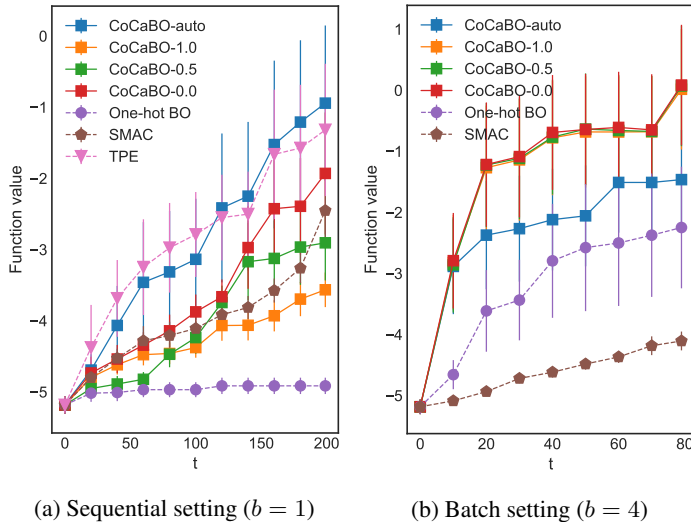 CoCaBO-auto
CoCaBO-1.0
CoCaBO-0.5
CoCaBO-0.0
One-hot BO
SMAC
TPE
0
−1
−2
−3
−4
−5
Function value
0
50
100
150
200
t
(a) Sequential setting (b = 1)
CoCaBO-auto
CoCaBO-1.0
CoCaBO-0.5
CoCaBO-0.0
One-hot BO
SMAC
1
0
−1
−2
−3
−4
−5
Function value
0
20
40
60
80
t
(b) Batch setting (b = 4)